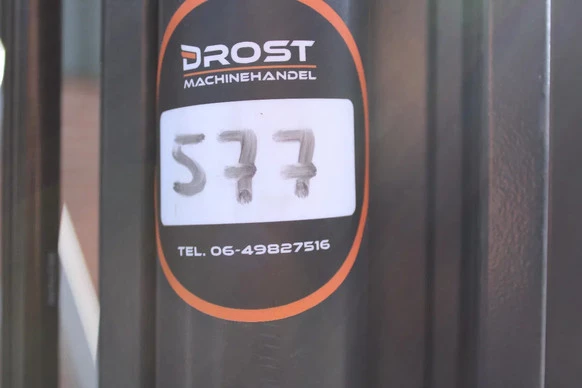 DROST
MACHINEHANDEL
577
TEL. 06-49827516